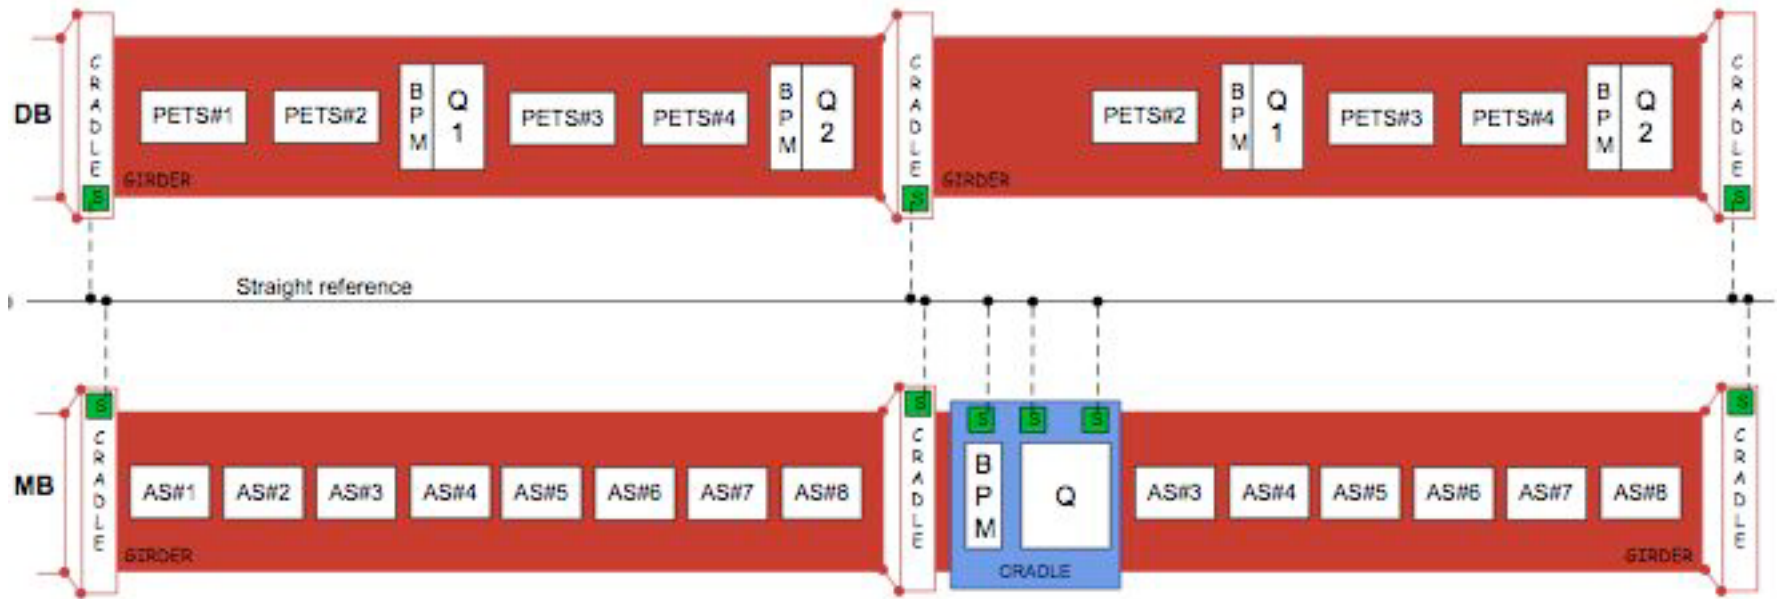 DB
CRADLE
S
GIRDER
PETS#1
PETS#2
BPM
Q1
PETS#3
PETS#4
BPM
Q2
CRADLE
S
GIRDER
PETS#2
BPM
Q1
PETS#3
PETS#4
BPM
Q2
CRADLE
S
Straight reference
MB
S
CRADLE
GIRDER
AS#1
AS#2
AS#3
AS#4
AS#5
AS#6
AS#7
AS#8
S
CRADLE
S
S
S
BPM
Q
CRADLE
AS#3
AS#4
AS#5
AS#6
AS#7
AS#8
GIRDER
S
CRADLE